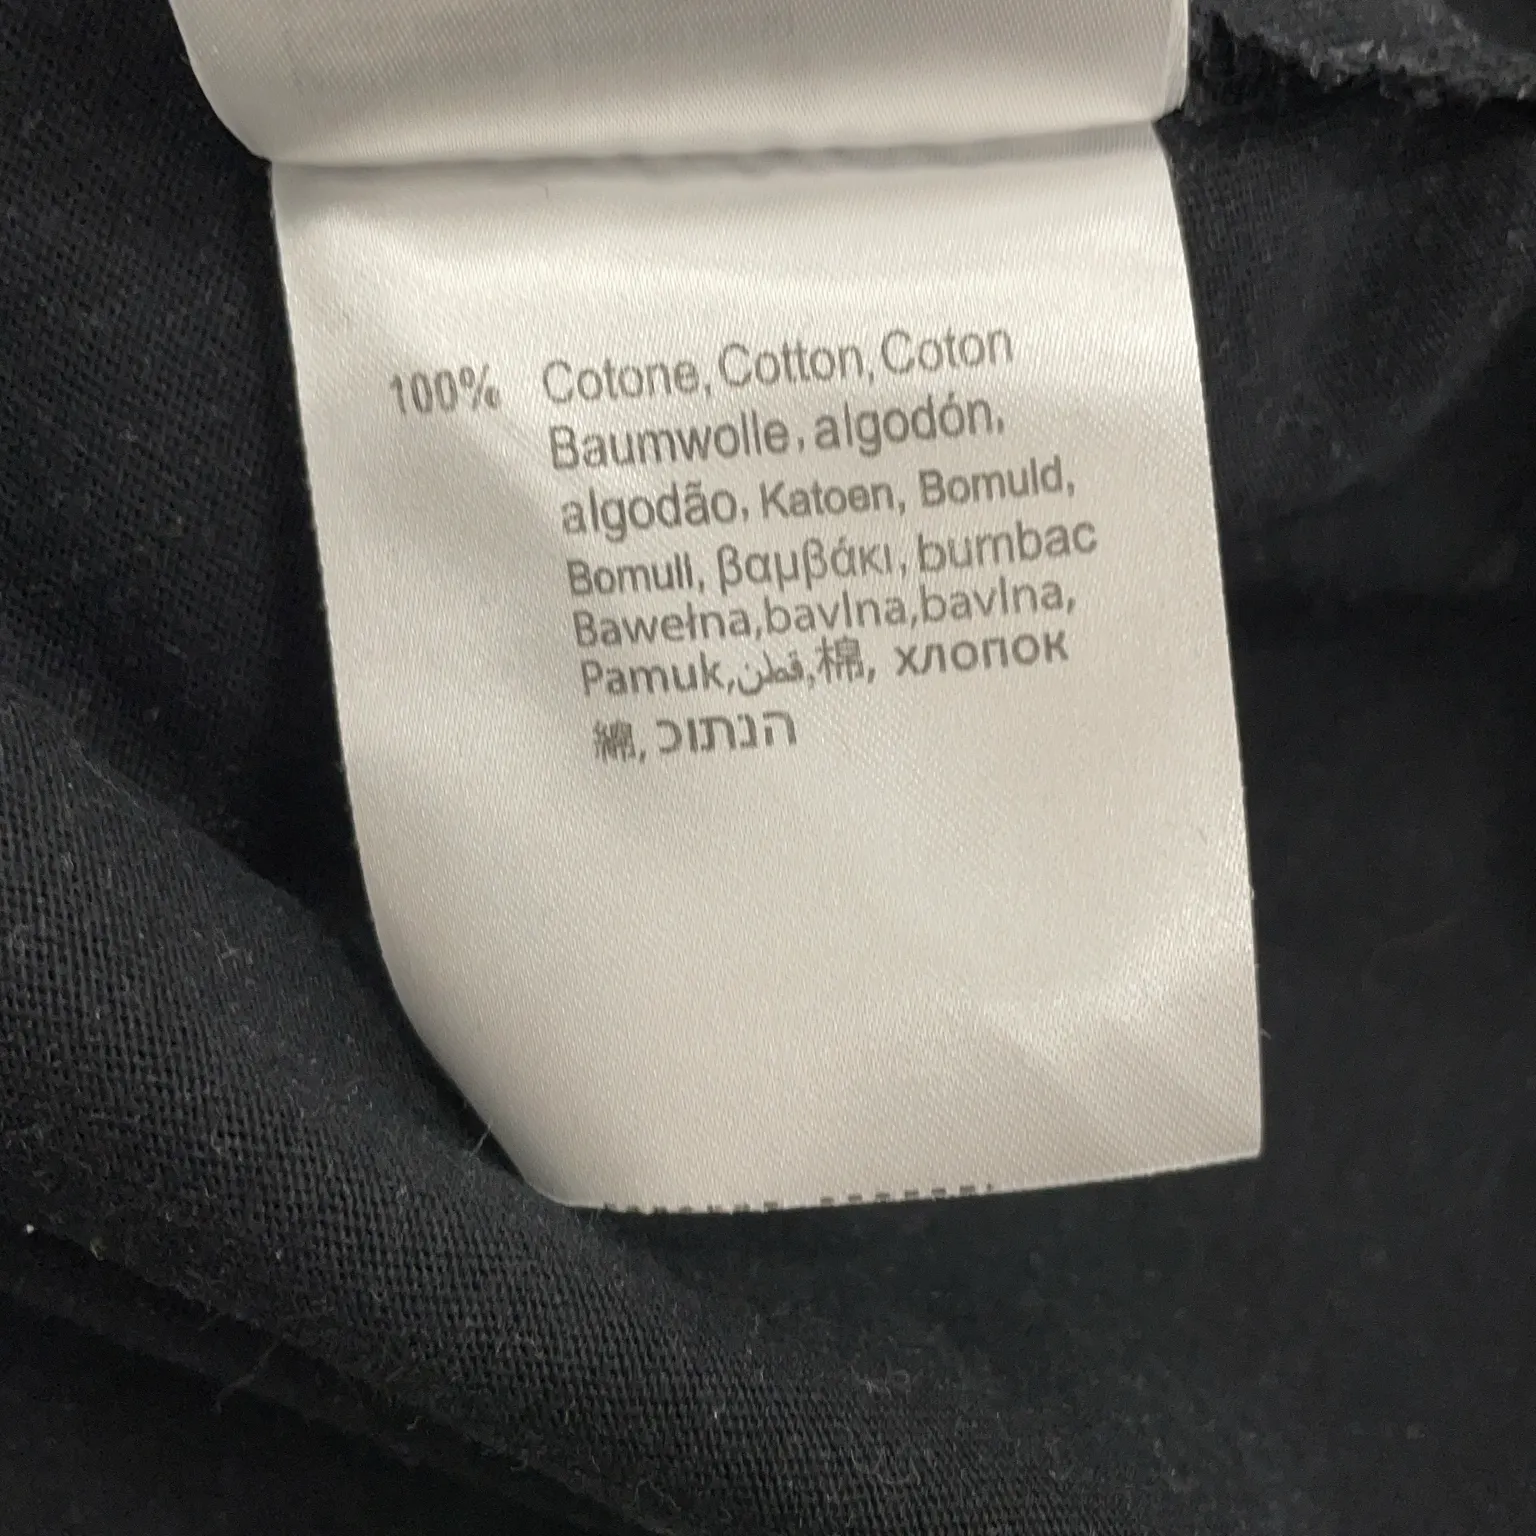 100% Cotone, Cotton, Coton
Baumwolle, algodón,
algodão, Katoen, Bomuld,
Bomull, βαμβάκι, bumbac
Bawełna,bavlna,bavlna,
Pamuk,قطن,棉, хлопок
綿, הנתוכ